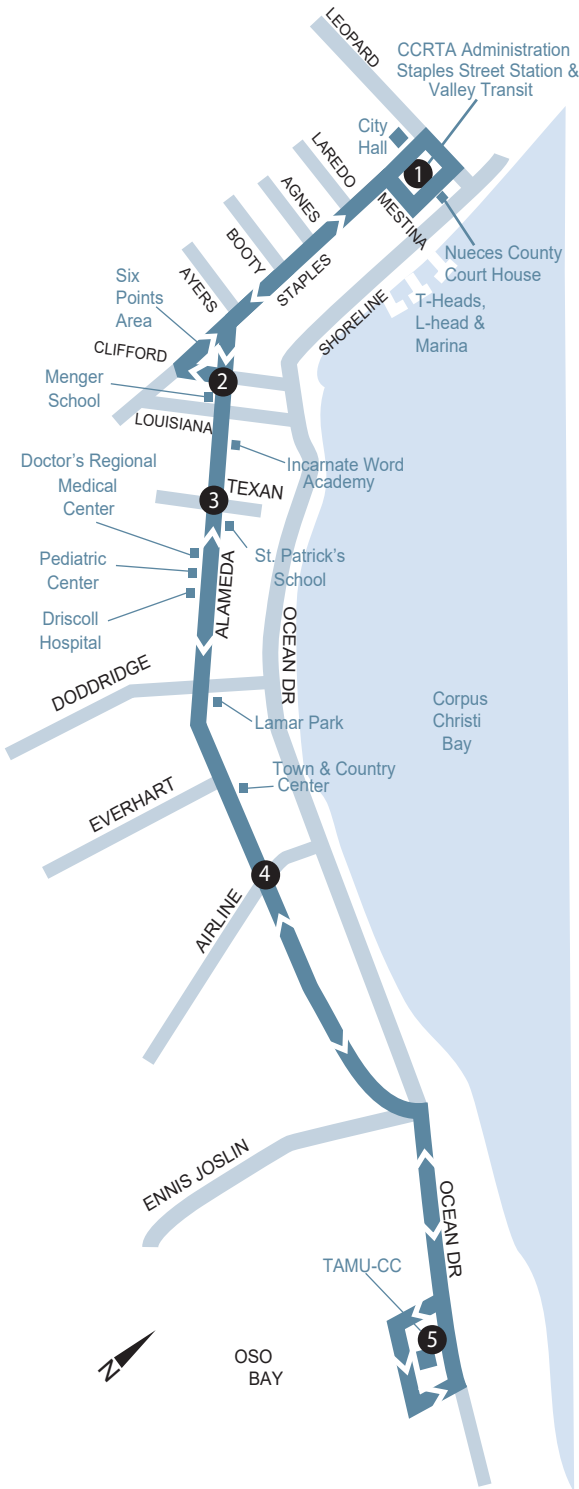 LEOPARD
CCRTA Administration
Staples Street Station &
Valley Transit
City
Hall
1
LAREDO
AGNES
MESTINA
BOOTY
STAPLES
AYERS
Nueces County
Court House
T-Heads,
L-head &
Marina
SHORELINE
Six
Points
Area
CLIFFORD
2
Menger
School
LOUISIANA
Incarnate Word
Academy
Doctor's Regional
Medical
Center
TEXAN
3
St. Patrick's
School
Pediatric
Center
ALAMEDA
Driscoll
Hospital
OCEAN DR
DODDRIDGE
Lamar Park
Corpus
Christi
Bay
Town & Country
Center
EVERHART
4
AIRLINE
ENNIS JOSLIN
OCEAN DR
TAMU-CC
5
N
OSO
BAY